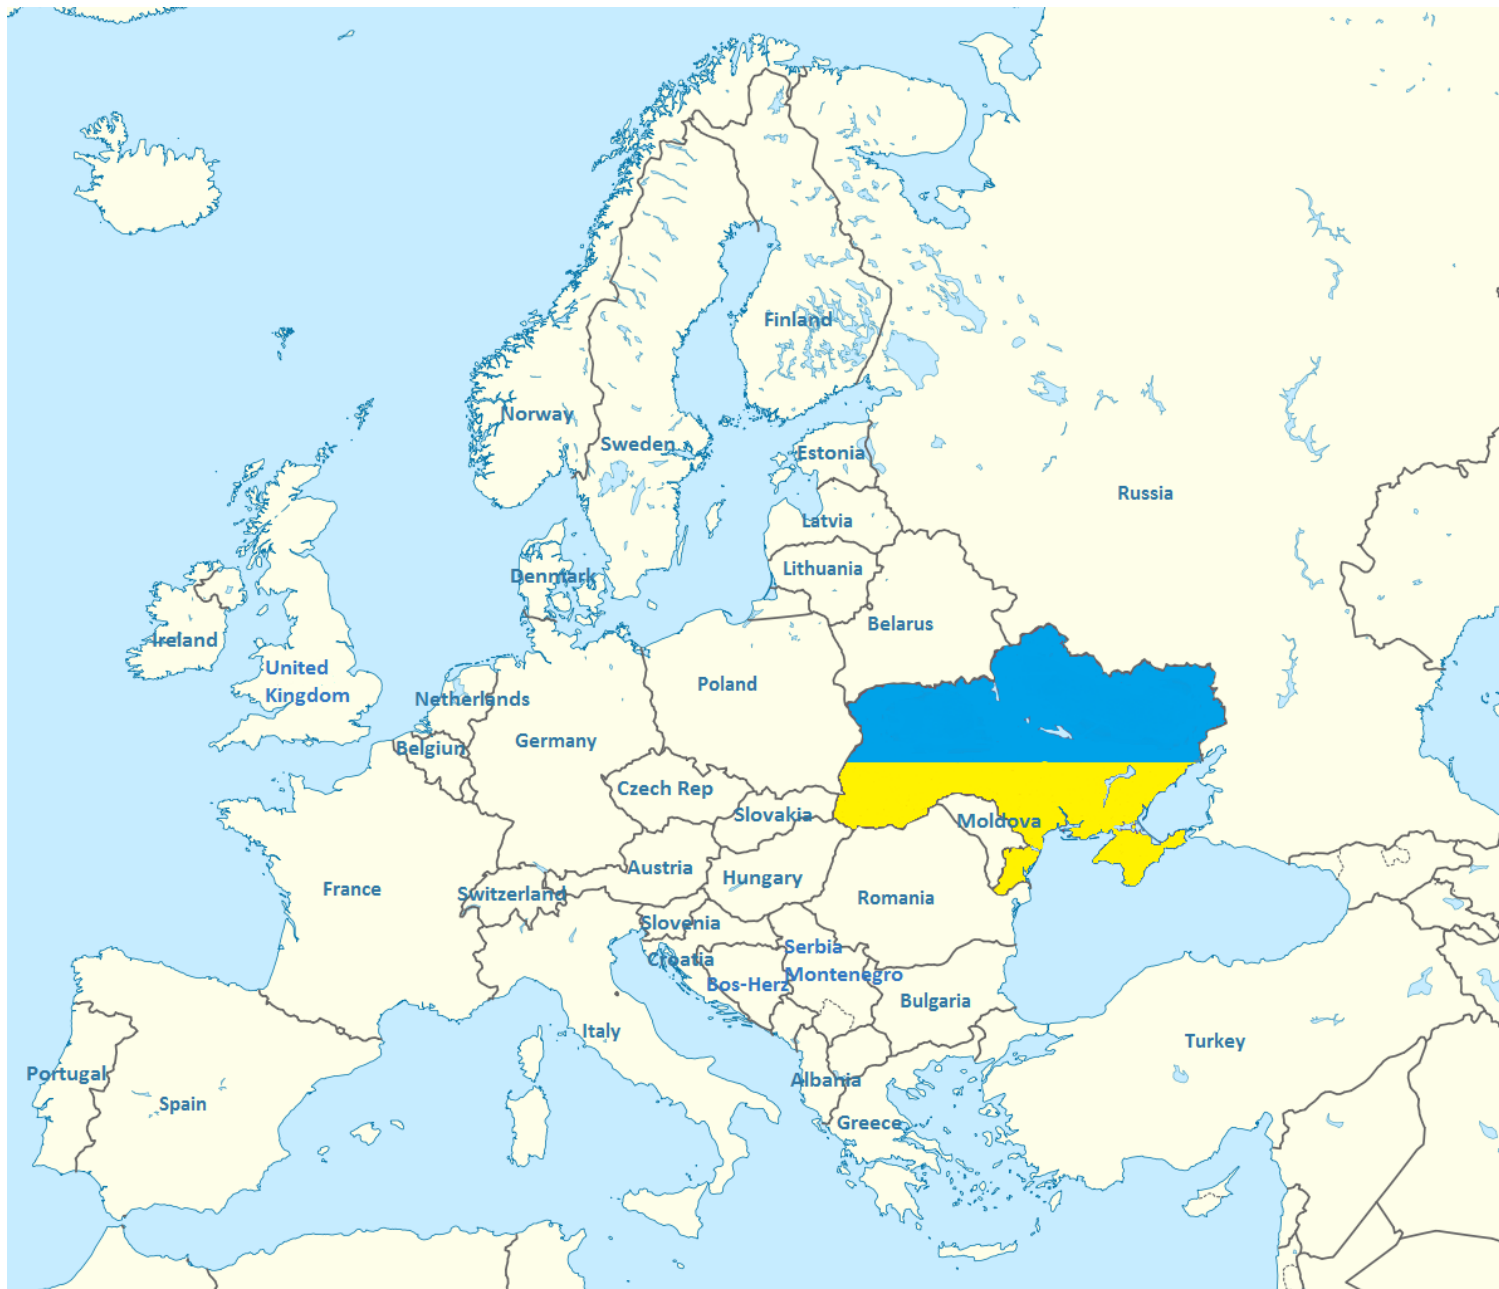 Finland
Norway
Sweden
Estonia
Russia
Latvia
Lithuania
Denmark
Belarus
Ireland
United
Kingdom
Poland
Netherlands
Germany
Belgiun
Czech Rep
Slovakia
Moldova
Austria
Hungary
France
Switzerland
Romania
Slovenia
Serbia
Croatia
Montenegro
Bos-Herz
Bulgaria
Italy
Turkey
Portugal
Albania
Spain
Greece